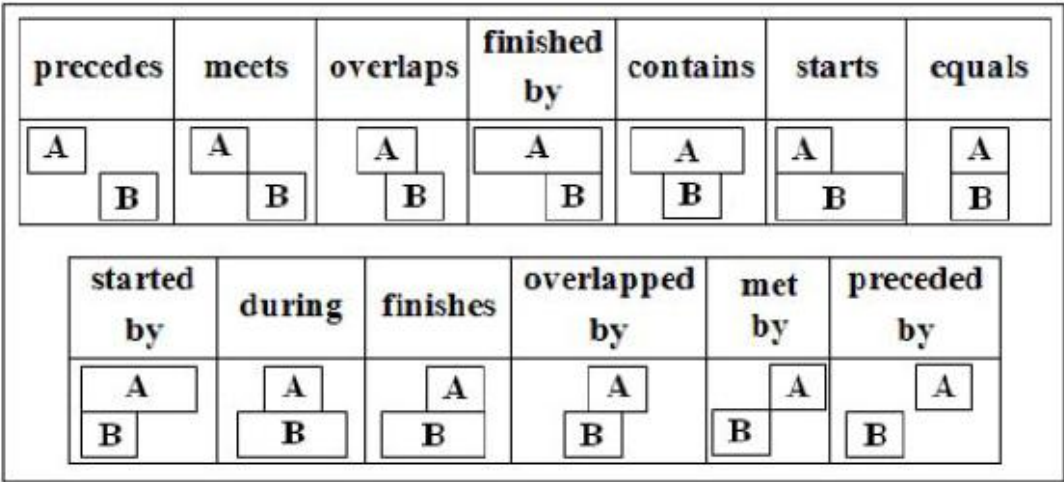 precedes meets overlaps finished by contains starts equals
A A A A A A A
B B B B B B B
started by during finishes overlapped by met by preceded by
A A A A A A
B B B B B B